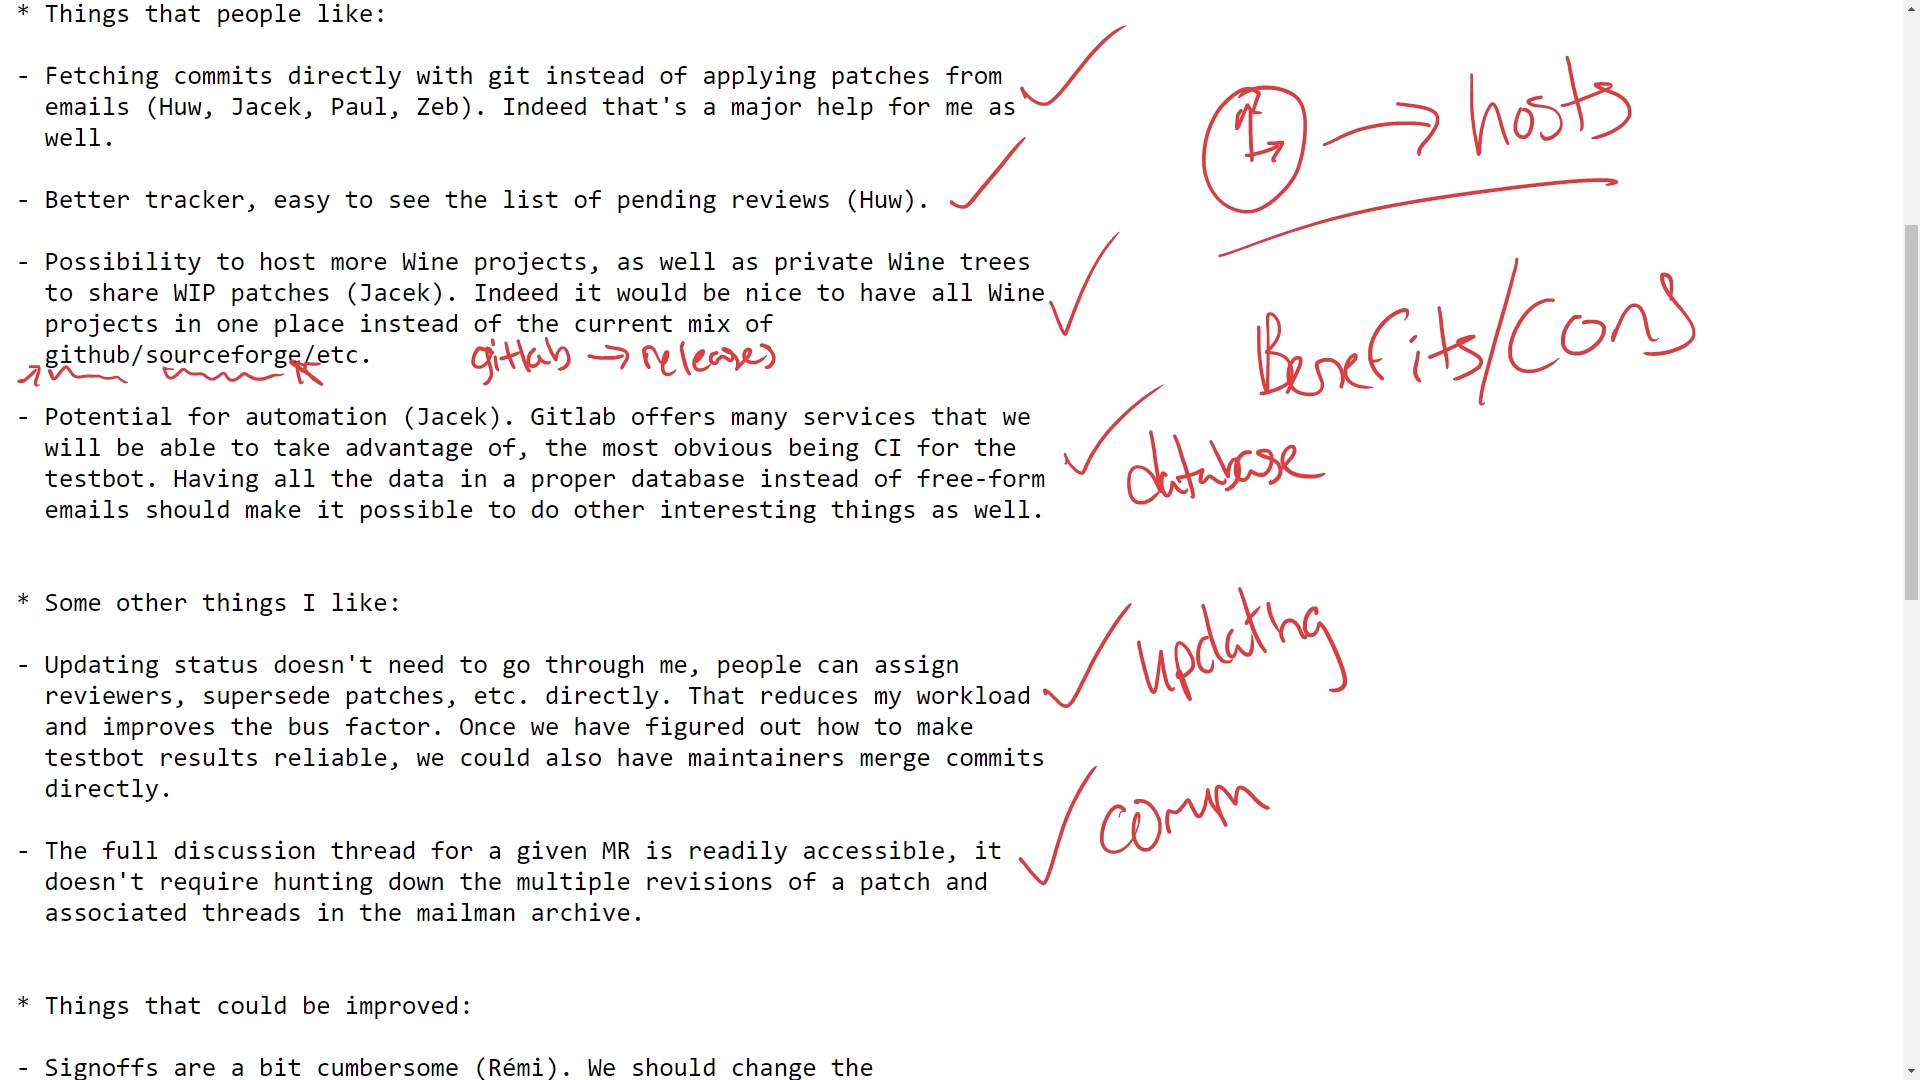 * Things that people like:
- Fetching commits directly with git instead of applying patches from
emails (Huw, Jacek, Paul, Zeb). Indeed that's a major help for me as
well.
- Better tracker, easy to see the list of pending reviews (Huw).
- Possibility to host more Wine projects, as well as private Wine trees
to share WIP patches (Jacek). Indeed it would be nice to have all Wine
projects in one place instead of the current mix of
github/sourceforge/etc.
gitlab → releases
- Potential for automation (Jacek). Gitlab offers many services that we
will be able to take advantage of, the most obvious being CI for the
testbot. Having all the data in a proper database instead of free-form
emails should make it possible to do other interesting things as well.
* Some other things I like:
- Updating status doesn't need to go through me, people can assign
reviewers, supersede patches, etc. directly. That reduces my workload
and improves the bus factor. Once we have figured out how to make
testbot results reliable, we could also have maintainers merge commits
directly.
- The full discussion thread for a given MR is readily accessible, it
doesn't require hunting down the multiple revisions of a patch and
associated threads in the mailman archive.
* Things that could be improved:
- Signoffs are a bit cumbersome (Rémi). We should change the
→ hosts
Benefits/Cons
database
updating
comm